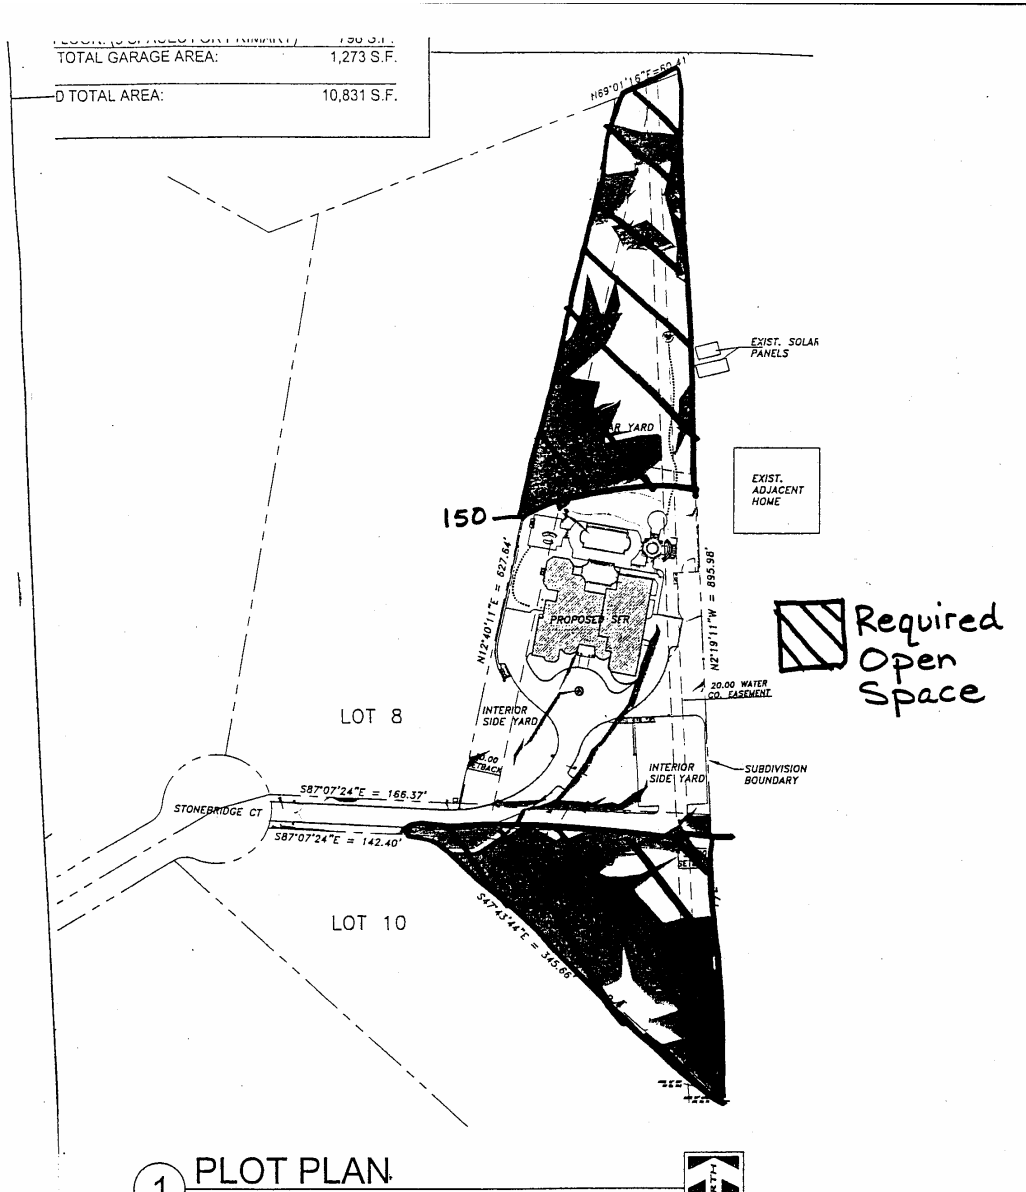 TOTAL GARAGE AREA: 1,273 S.F.
D TOTAL AREA: 10,831 S.F.
N69°01'16"E=60.41
EXIST. SOLAR
PANELS
YARD
EXIST.
ADJACENT
HOME
150
N12°40'11"E = 627.64'
N2°19'11"W = 895.98'
PROPOSED SFR
Required
Open
Space
20.00 WATER
CO. EASEMENT
INTERIOR
SIDE YARD
LOT 8
SETBACK
INTERIOR
SIDE YARD
SUBDIVISION
BOUNDARY
S87°07'24"E = 166.37'
STONEBRIDGE CT
S87°07'24"E = 142.40'
S47°43'44"E = 345.66'
LOT 10
1 PLOT PLAN